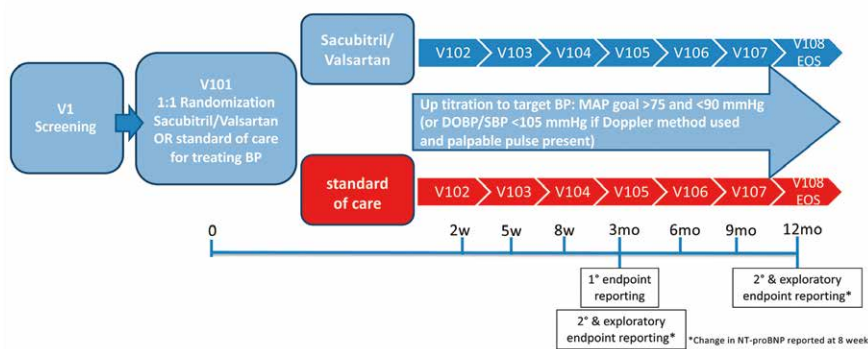 V1
Screening
V101
1:1 Randomization
Sacubitril/Valsartan
OR standard of care
for treating BP
Sacubitril/
Valsartan
V102
V103
V104
V105
V106
V107
V108
EOS
Up titration to target BP: MAP goal >75 and <90 mmHg
(or DOBP/SBP <105 mmHg if Doppler method used
and palpable pulse present)
standard
of care
V102
V103
V104
V105
V106
V107
V108
EOS
0
2w
5w
8w
3mo
6mo
9mo
12mo
1° endpoint
reporting
2° & exploratory
endpoint reporting*
2° & exploratory
endpoint reporting*
*Change in NT-proBNP reported at 8 week